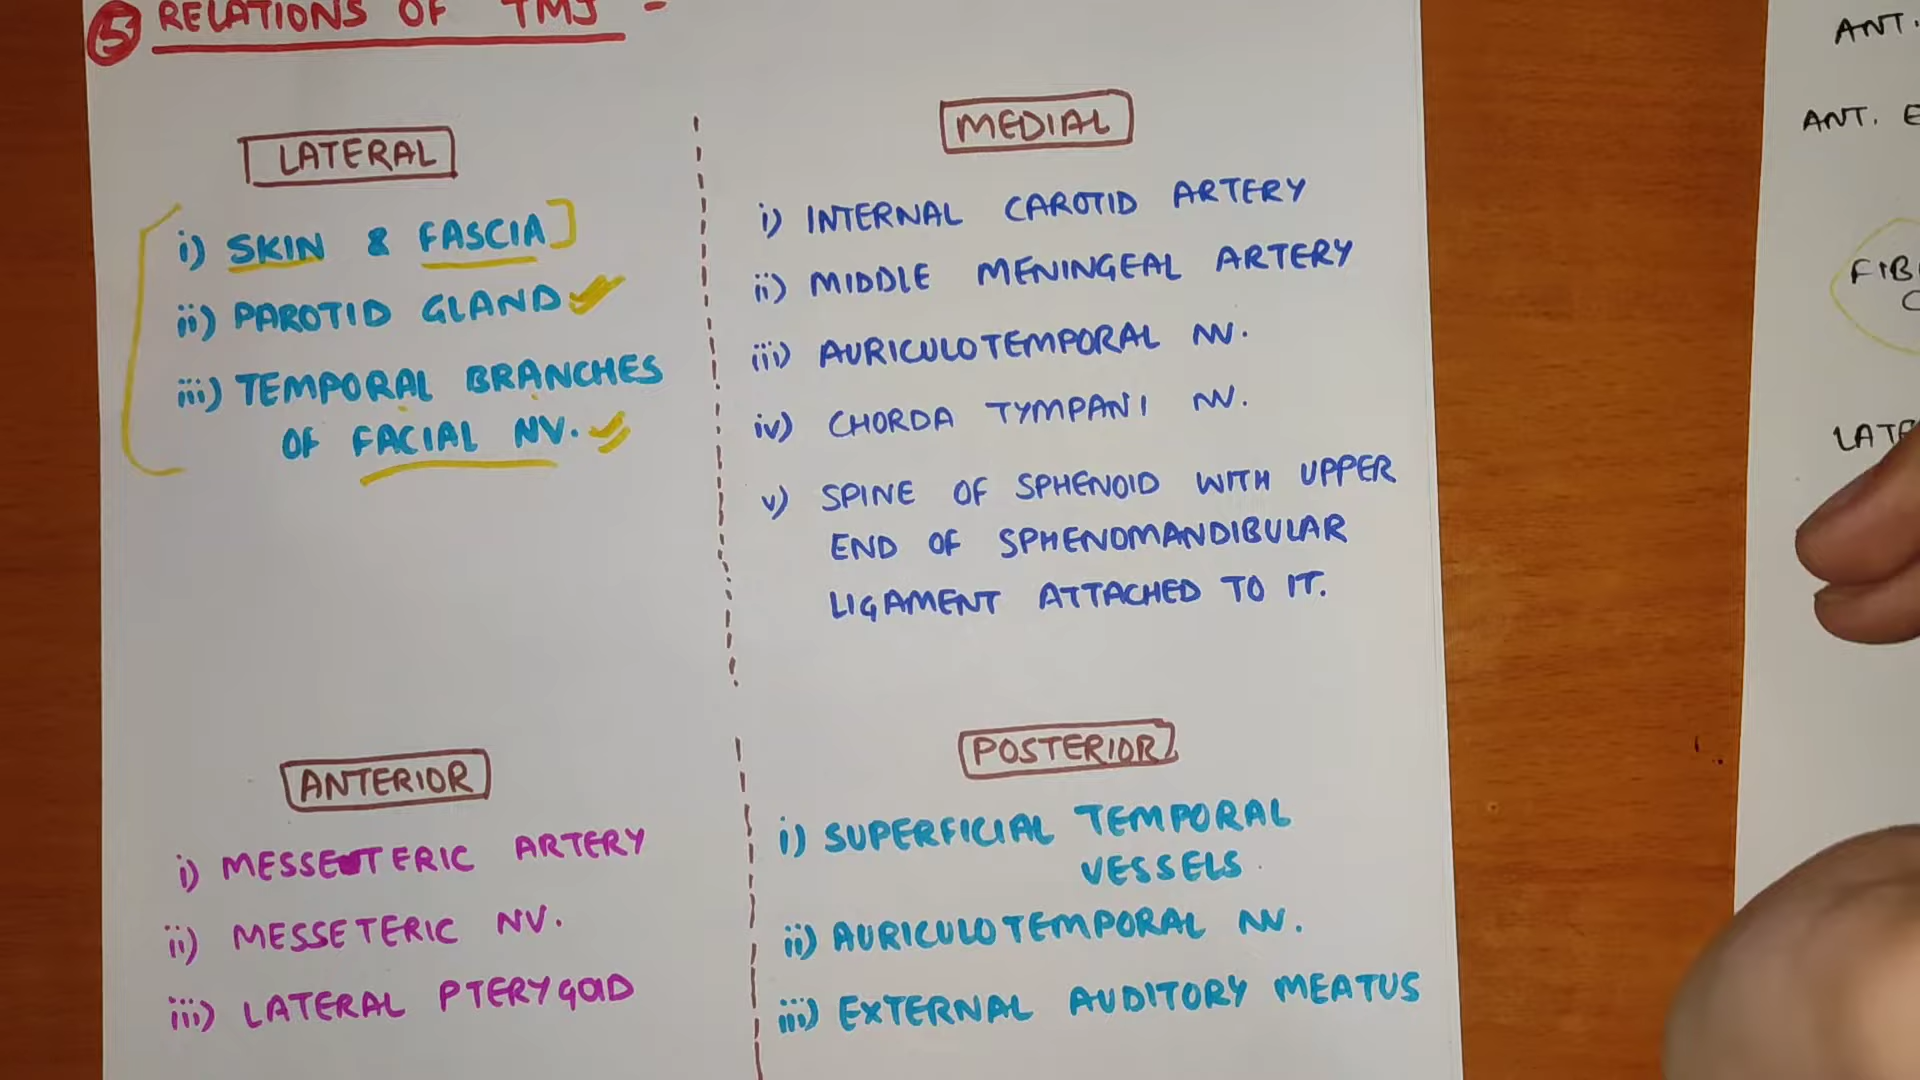 5 RELATIONS OF TMJ -
LATERAL
i) SKIN & FASCIA]
ii) PAROTID GLAND
iii) TEMPORAL BRANCHES
OF FACIAL NV.
MEDIAL
i) INTERNAL CAROTID ARTERY
ii) MIDDLE MENINGEAL ARTERY
iii) AURICULOTEMPORAL NV.
iv) CHORDA TYMPANI NV.
v) SPINE OF SPHENOID WITH UPPER
END OF SPHENOMANDIBULAR
LIGAMENT ATTACHED TO IT.
ANTERIOR
i) MESSETERIC ARTERY
ii) MESSETERIC NV.
iii) LATERAL PTERYGOID
POSTERIOR
i) SUPERFICIAL TEMPORAL
VESSELS
ii) AURICULOTEMPORAL NV.
iii) EXTERNAL AUDITORY MEATUS
ANT.
ANT.